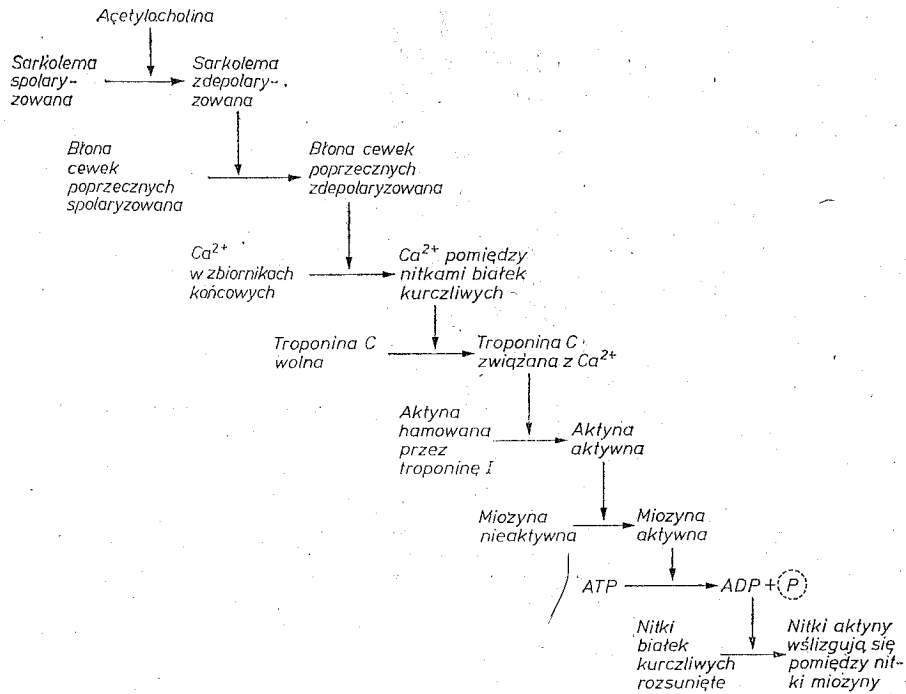 Acetylocholina
Sarkolema
spolary-
zowana
Sarkolema
zdepolary-
zowana
Błona
cewek
poprzecznych
spolaryzowana
Błona cewek
poprzecznych
zdepolaryzowana
Ca²⁺
w zbiornikach
końcowych
Ca²⁺ pomiędzy
nitkami białek
kurczliwych
Troponina C
wolna
Troponina C
związana z Ca²⁺
Aktyna
hamowana
przez
troponinę I
Aktyna
aktywna
Miozyna
nieaktywna
Miozyna
aktywna
ATP
ADP + P
Nitki
białek
kurczliwych
rozsunięte
Nitki aktyny
wślizgują się
pomiędzy nit-
ki miozyny